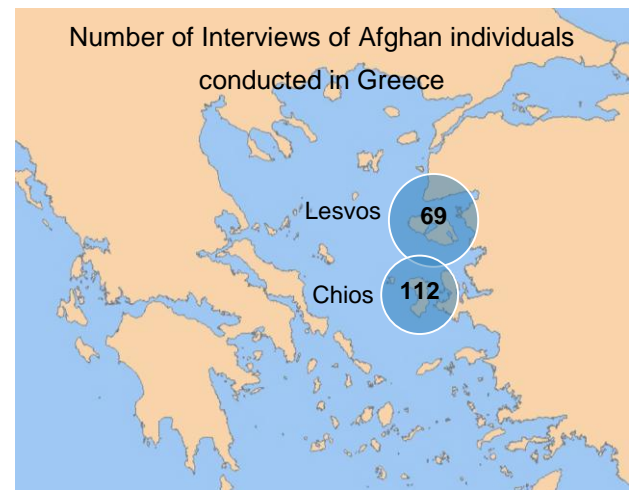 Number of Interviews of Afghan individuals
conducted in Greece
Lesvos 69
Chios 112